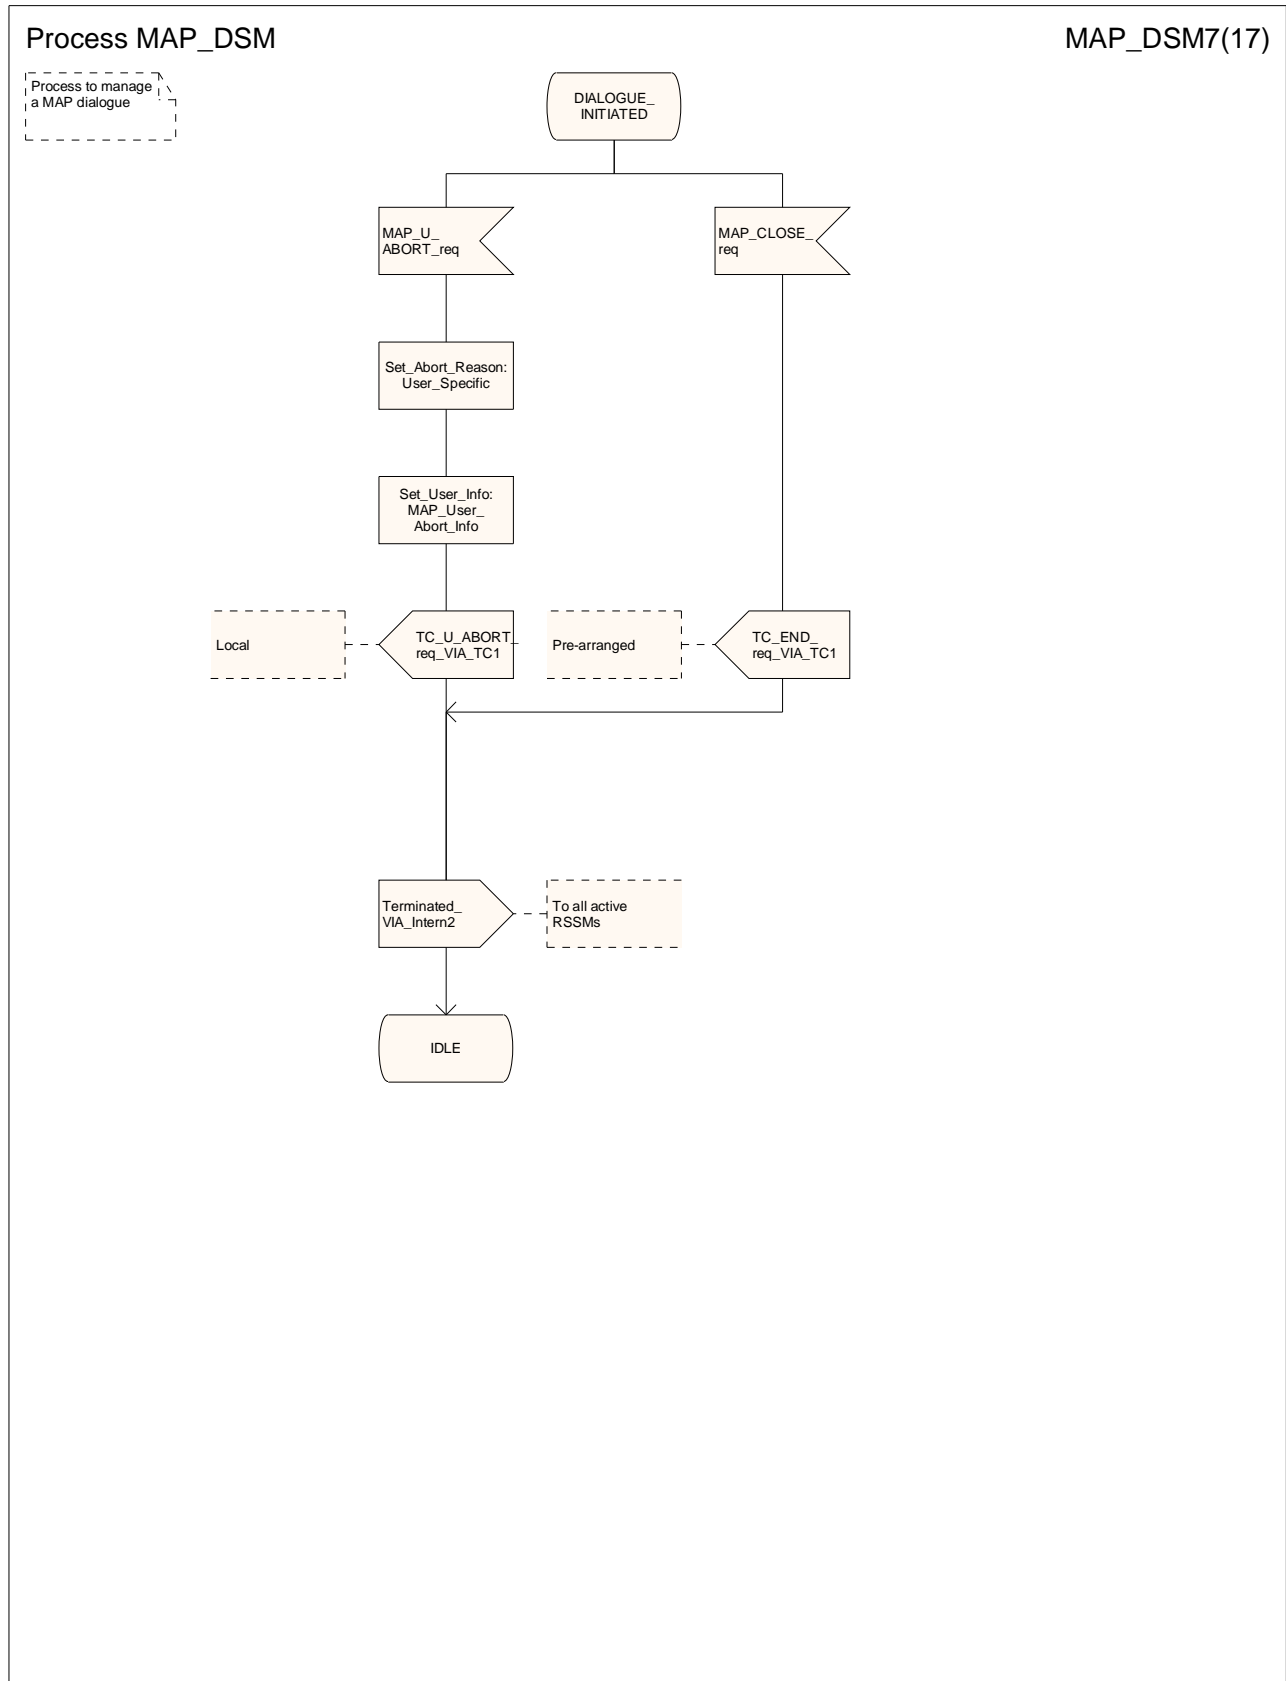 Process MAP_DSM
MAP_DSM7(17)
Process to manage
a MAP dialogue
DIALOGUE_
INITIATED
MAP_U_
ABORT_req
MAP_CLOSE_
req
Set_Abort_Reason:
User_Specific
Set_User_Info:
MAP_User_
Abort_Info
Local
TC_U_ABORT_
req_VIA_TC1
Pre-arranged
TC_END_
req_VIA_TC1
Terminated_
VIA_Intern2
To all active
RSSMs
IDLE